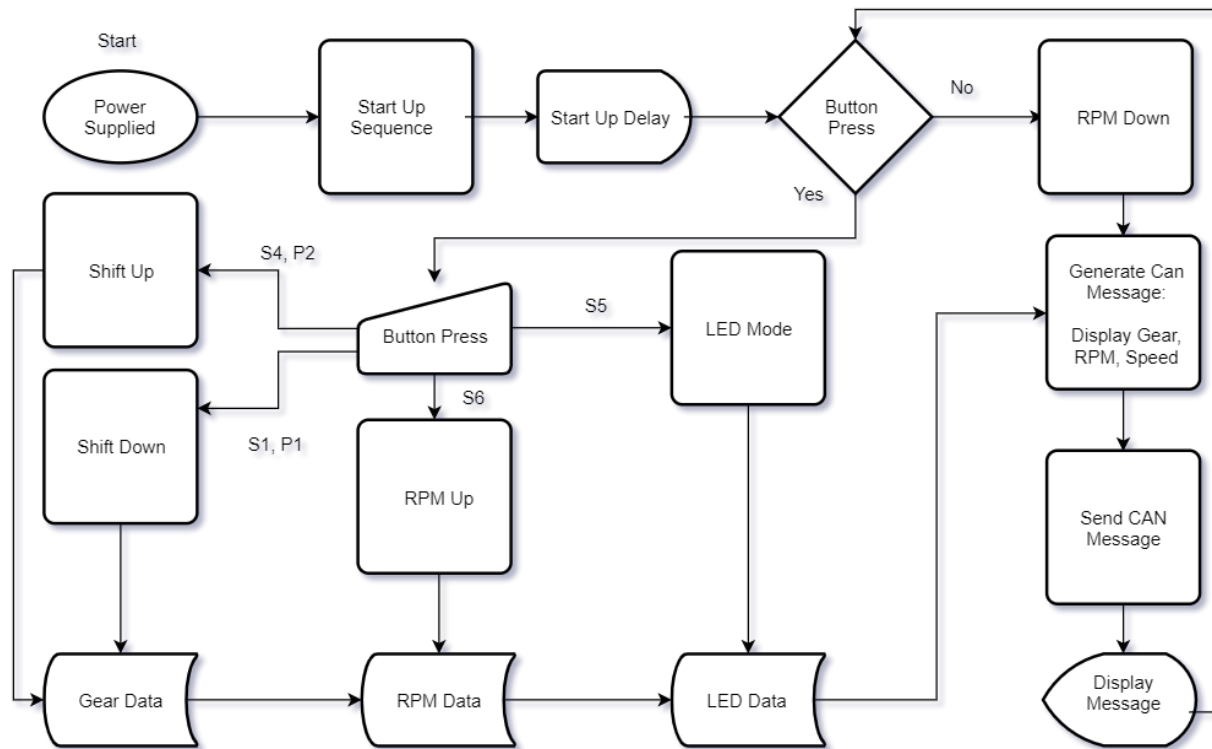 Start
Power
Supplied
Start Up
Sequence
Start Up Delay
Button
Press
No
RPM Down
Yes
Shift Up
S4, P2
Button Press
S5
LED Mode
Generate Can
Message:
Display Gear,
RPM, Speed
S6
Shift Down
S1, P1
RPM Up
Send CAN
Message
Gear Data
RPM Data
LED Data
Display
Message